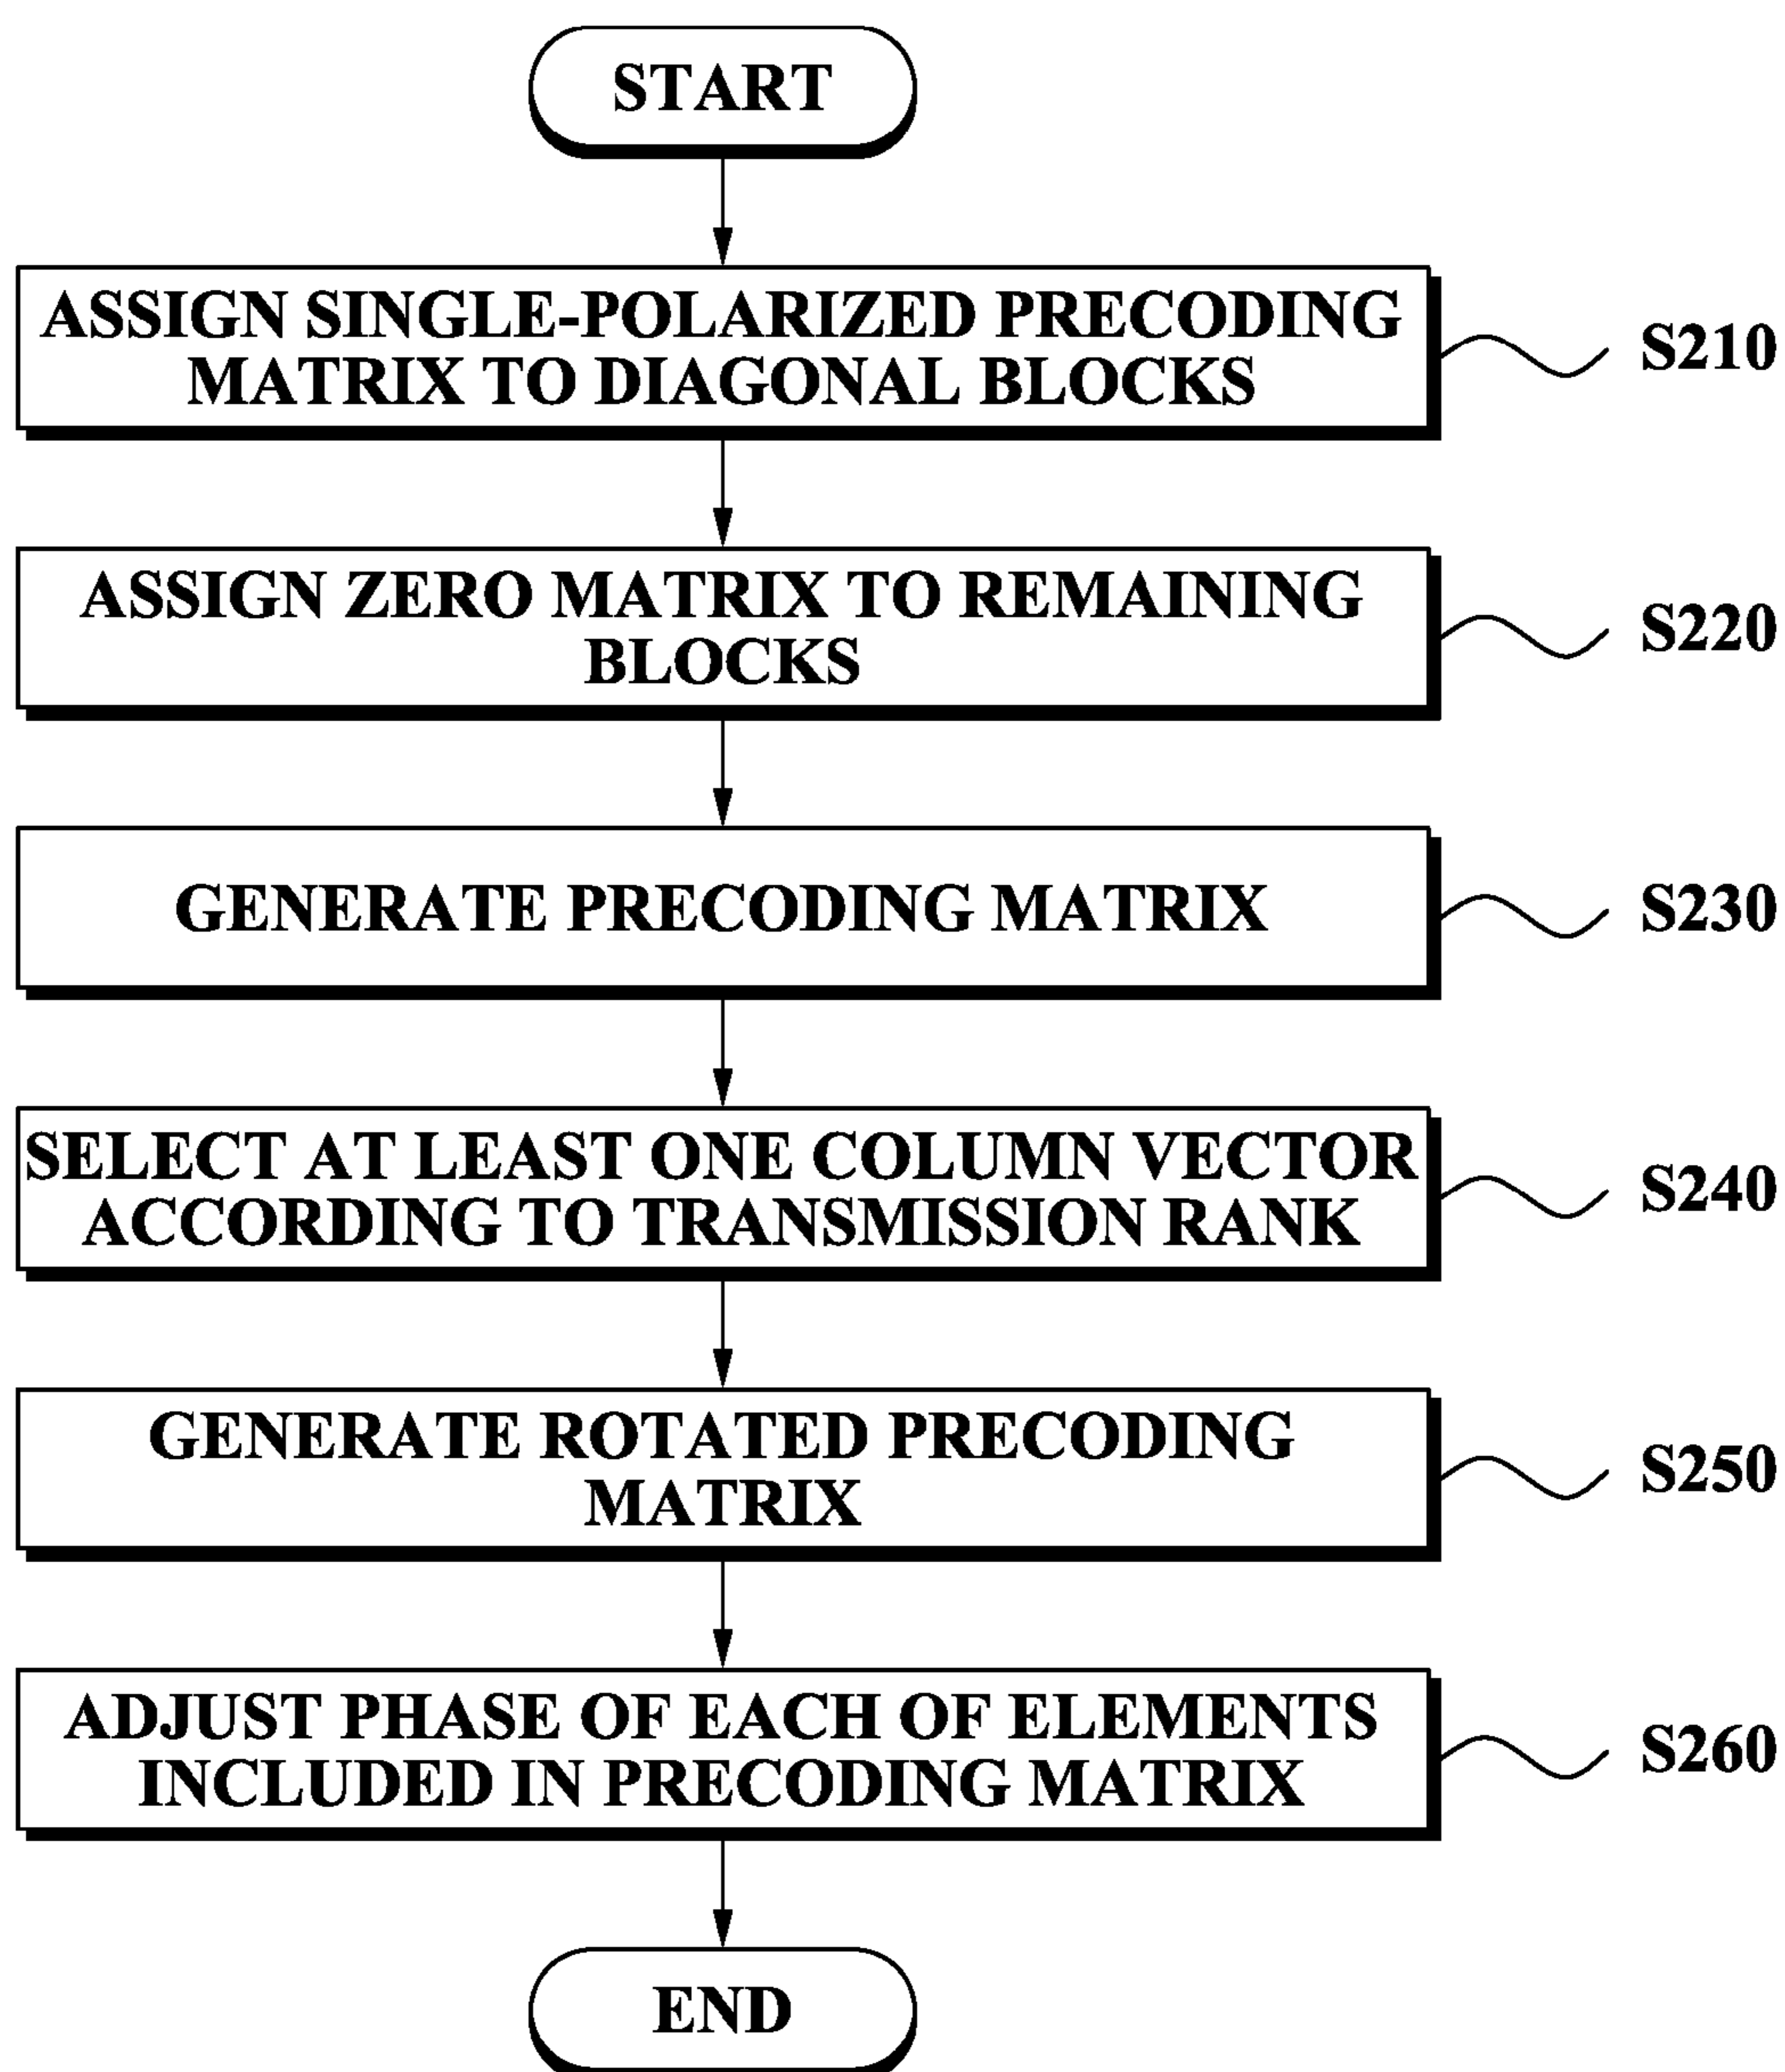 START
ASSIGN SINGLE-POLARIZED PRECODING
MATRIX TO DIAGONAL BLOCKS
S210
ASSIGN ZERO MATRIX TO REMAINING
BLOCKS
S220
GENERATE PRECODING MATRIX
S230
SELECT AT LEAST ONE COLUMN VECTOR
ACCORDING TO TRANSMISSION RANK
S240
GENERATE ROTATED PRECODING
MATRIX
S250
ADJUST PHASE OF EACH OF ELEMENTS
INCLUDED IN PRECODING MATRIX
S260
END